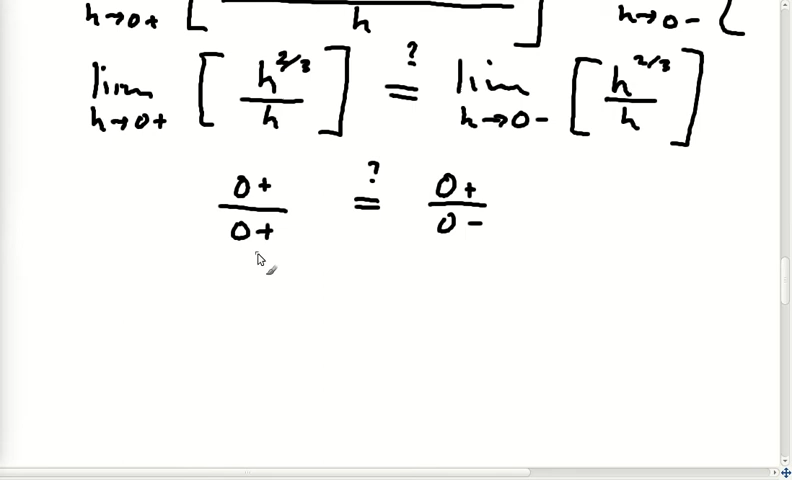 h→0+ [ h ] h→0- {
lim h→0+ [ h^2/3 / h ] ?= lim h→0- [ h^2/3 / h ]
0+ / 0+ ?= 0+ / 0-